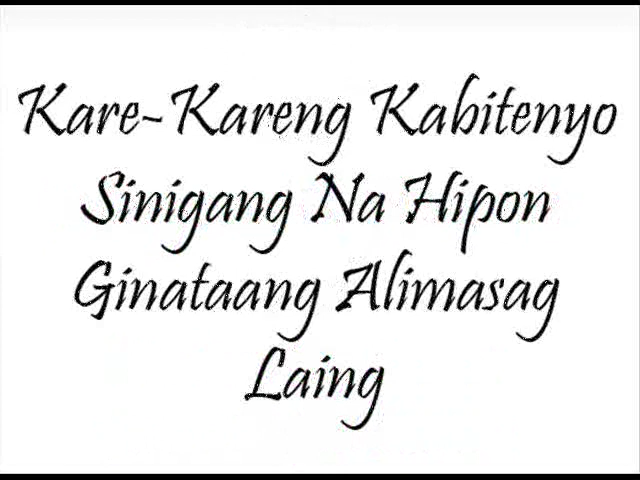 Kare-Kareng Kabitenyo
Sinigang Na Hipon
Ginataang Alimasag
Laing